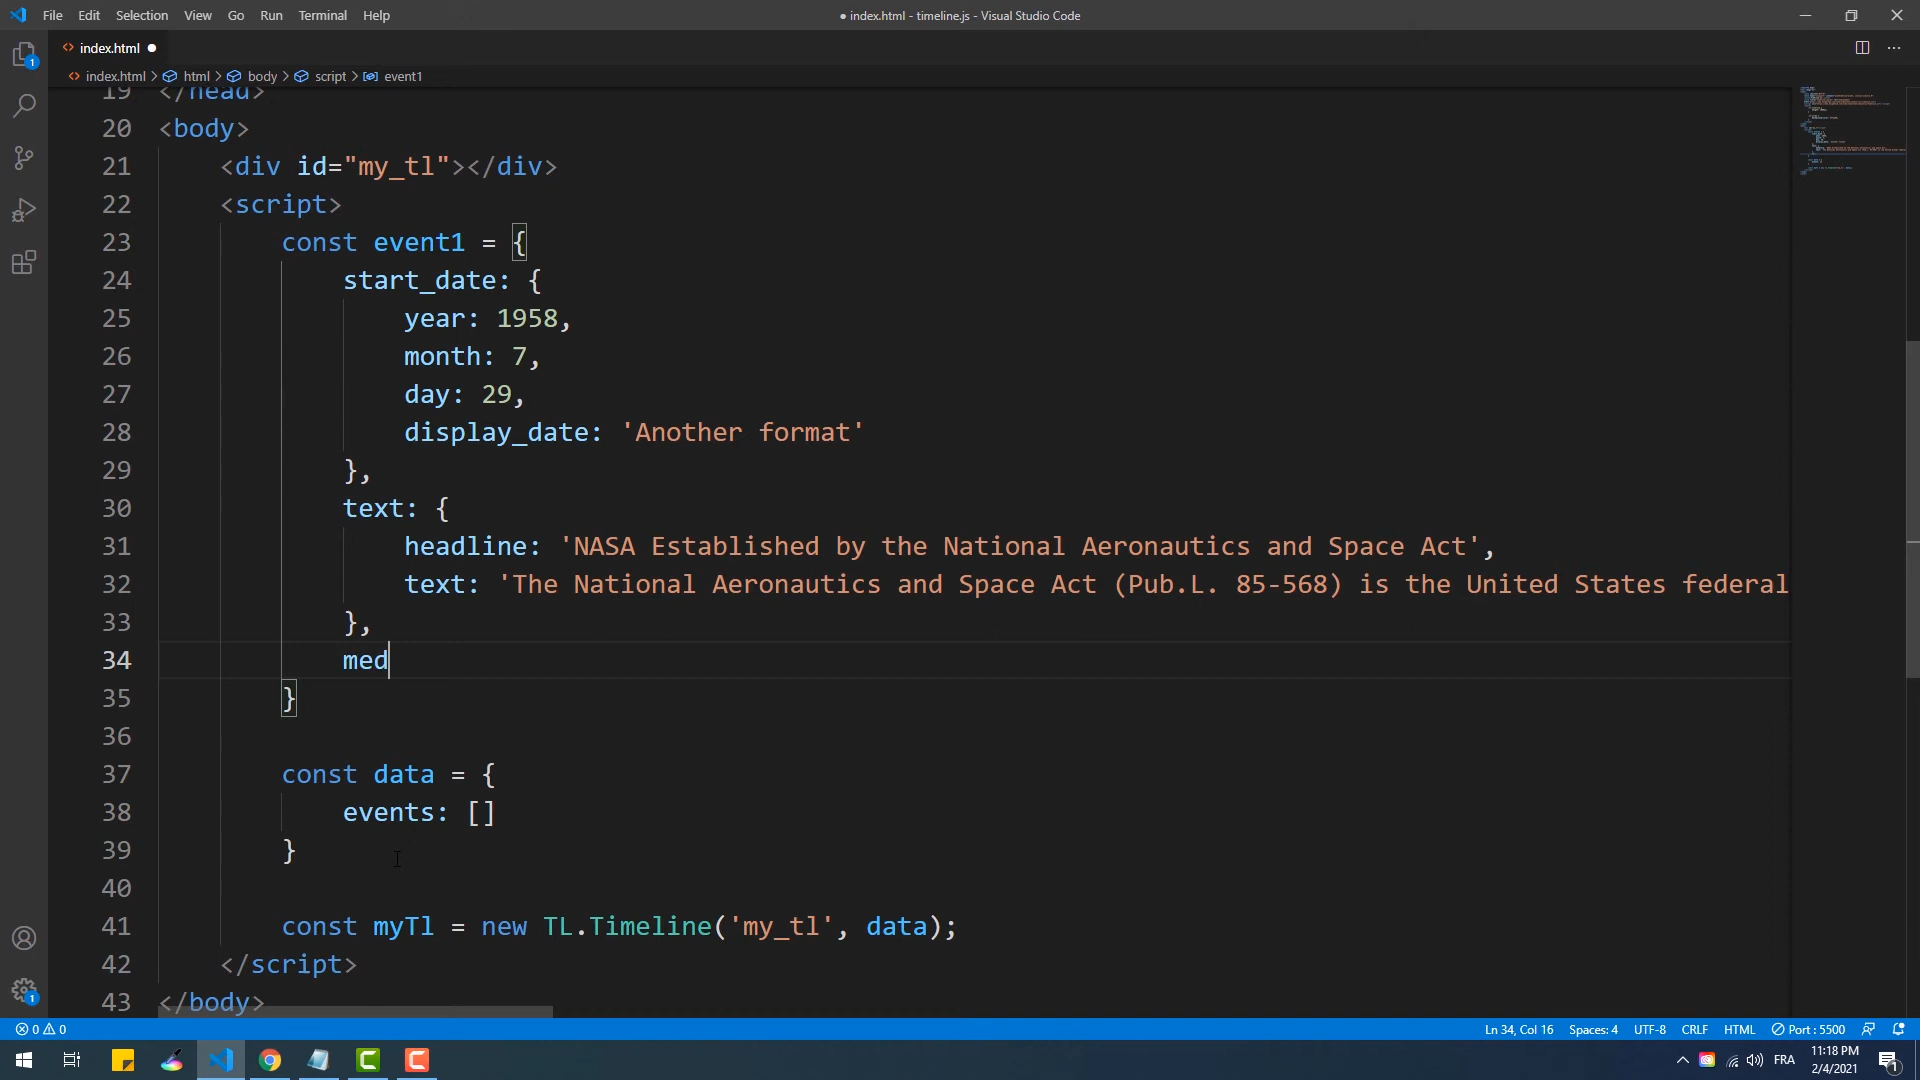 File Edit Selection View Go Run Terminal Help
● index.html - timeline.js - Visual Studio Code
index.html ●
index.html > html > body > script > event1
19 </head>
20 <body>
21 <div id="my_tl"></div>
22 <script>
23 const event1 = {
24 start_date: {
25 year: 1958,
26 month: 7,
27 day: 29,
28 display_date: 'Another format'
29 },
30 text: {
31 headline: 'NASA Established by the National Aeronautics and Space Act',
32 text: 'The National Aeronautics and Space Act (Pub.L. 85-568) is the United States federal
33 },
34 med
35 }
36
37 const data = {
38 events: []
39 }
40
41 const myTl = new TL.Timeline('my_tl', data);
42 </script>
43 </body>
1
1
0 0
Ln 34, Col 16 Spaces: 4 UTF-8 CRLF HTML Port : 5500
FRA
11:18 PM
2/4/2021
1